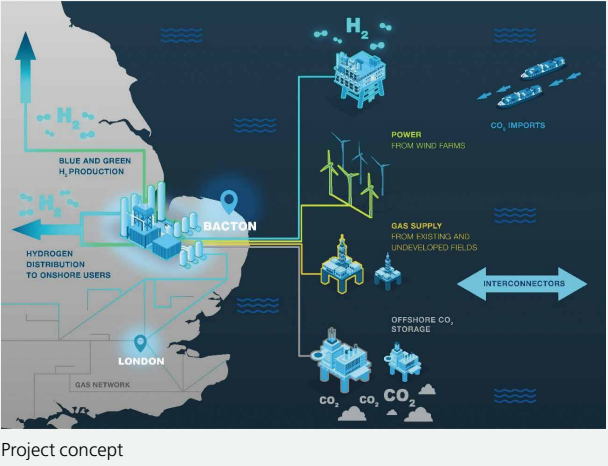 H₂
H₂
CO₂ IMPORTS
POWER
FROM WIND FARMS
BLUE AND GREEN
H₂ PRODUCTION
H₂
BACTON
GAS SUPPLY
FROM EXISTING AND
UNDEVELOPED FIELDS
HYDROGEN
DISTRIBUTION
TO ONSHORE USERS
INTERCONNECTORS
OFFSHORE CO₂
STORAGE
LONDON
GAS NETWORK
CO₂ CO₂ CO₂
Project concept